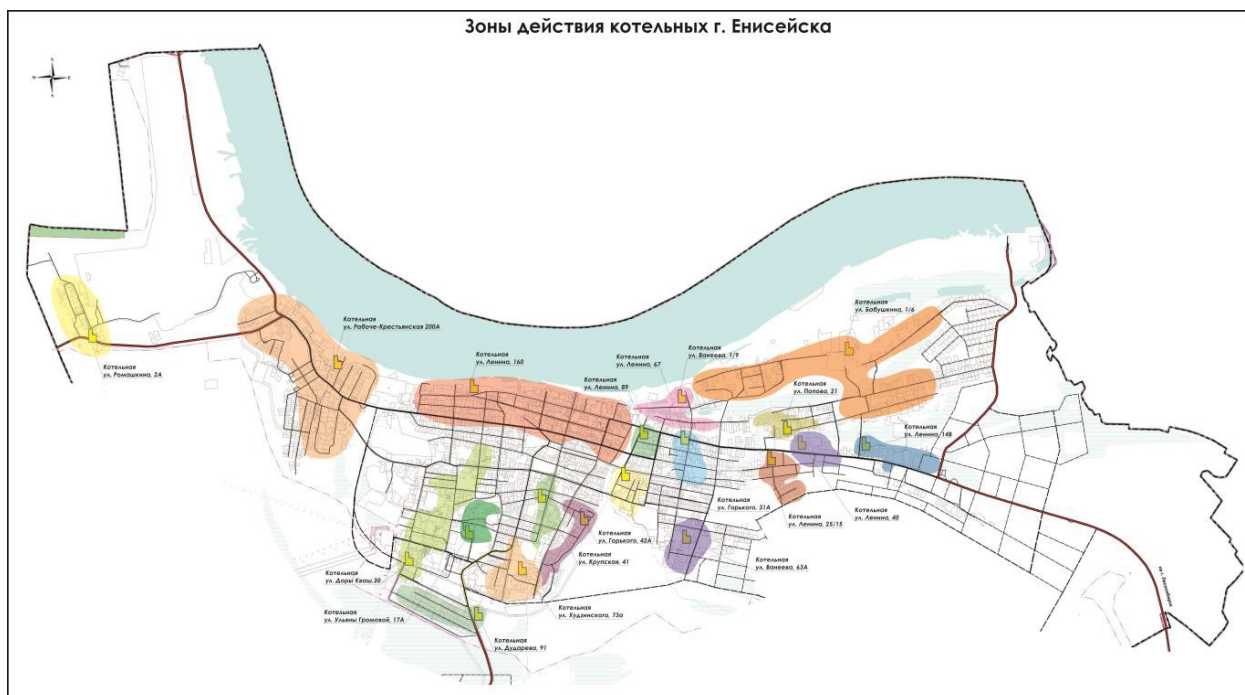 Зоны действия котельных г. Енисейска
Котельная
ул. Бабушкина, 1/6
Котельная
ул. Рабоче-Крестьянская 200А
Котельная
ул. Ванеева, 1/9
Котельная
ул. Ленина, 160
Котельная
ул. Ленина, 67
Котельная
ул. Ромашкина, 2А
Котельная
ул. Ленина, 89
Котельная
ул. Попова, 21
Котельная
ул. Ленина, 14В
Котельная
ул. Горького, 31А
Котельная
ул. Ленина, 25/15
Котельная
ул. Ленина, 40
Котельная
ул. Горького, 42А
Котельная
ул. Крупская, 41
Котельная
ул. Ванеева, 63А
Котельная
ул. Доры Кваш,30
Котельная
ул. Ульяны Громовой, 17А
Котельная
ул. Худзинского, 73а
Котельная
ул. Дударева, 91